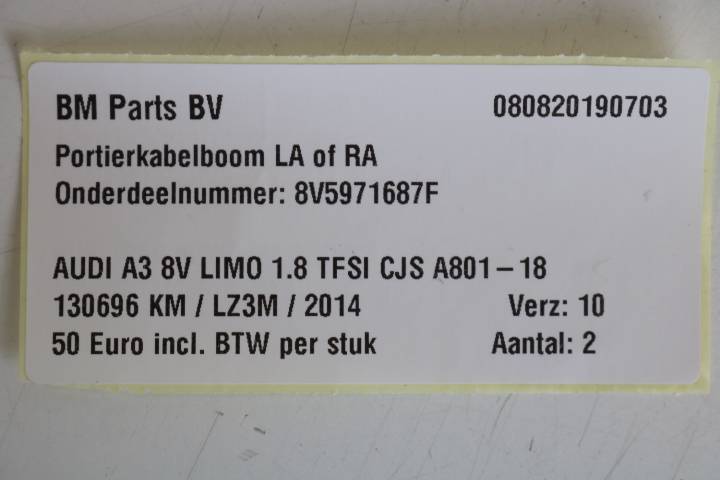 BM Parts BV 080820190703
Portierkabelboom LA of RA
Onderdeelnummer: 8V5971687F
AUDI A3 8V LIMO 1.8 TFSI CJS A801-18
130696 KM / LZ3M / 2014 Verz: 10
50 Euro incl. BTW per stuk Aantal: 2